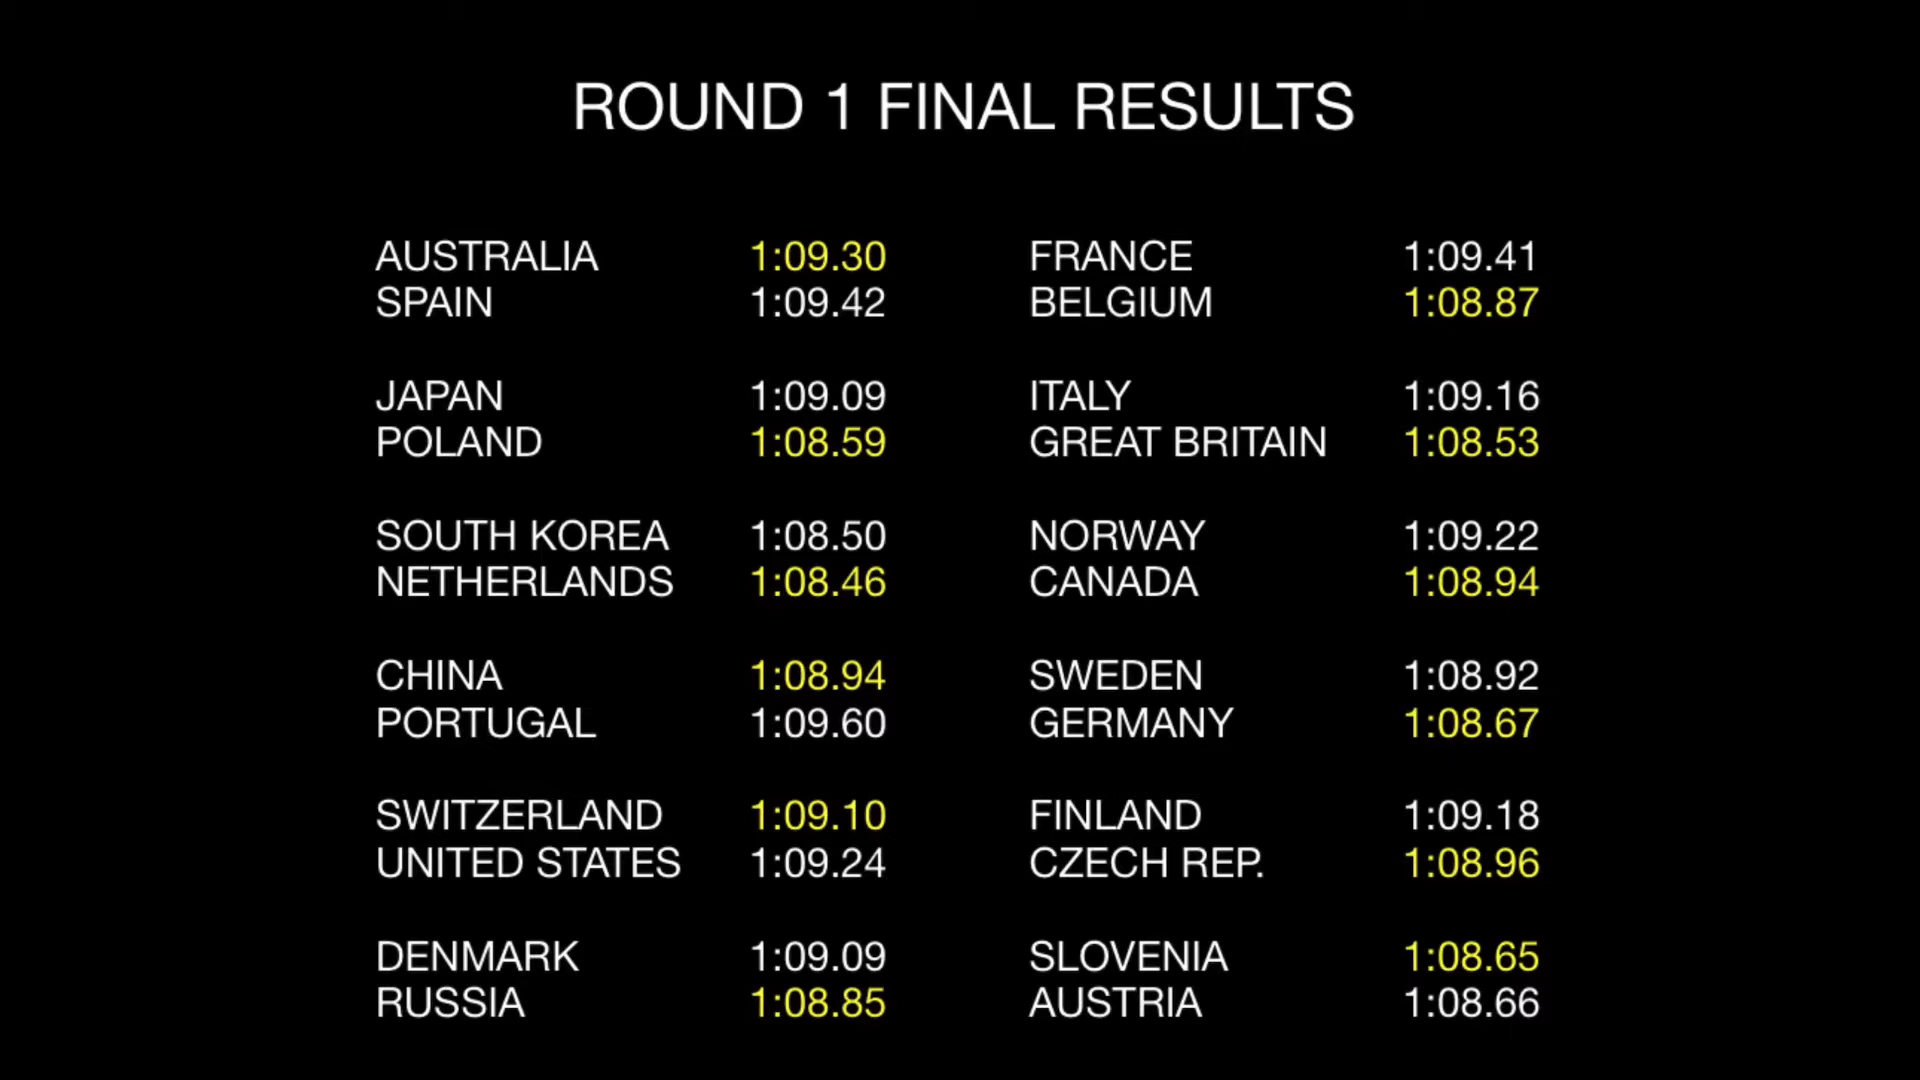 ROUND 1 FINAL RESULTS
AUSTRALIA 1:09.30
SPAIN 1:09.42
JAPAN 1:09.09
POLAND 1:08.59
SOUTH KOREA 1:08.50
NETHERLANDS 1:08.46
CHINA 1:08.94
PORTUGAL 1:09.60
SWITZERLAND 1:09.10
UNITED STATES 1:09.24
DENMARK 1:09.09
RUSSIA 1:08.85
FRANCE 1:09.41
BELGIUM 1:08.87
ITALY 1:09.16
GREAT BRITAIN 1:08.53
NORWAY 1:09.22
CANADA 1:08.94
SWEDEN 1:08.92
GERMANY 1:08.67
FINLAND 1:09.18
CZECH REP. 1:08.96
SLOVENIA 1:08.65
AUSTRIA 1:08.66